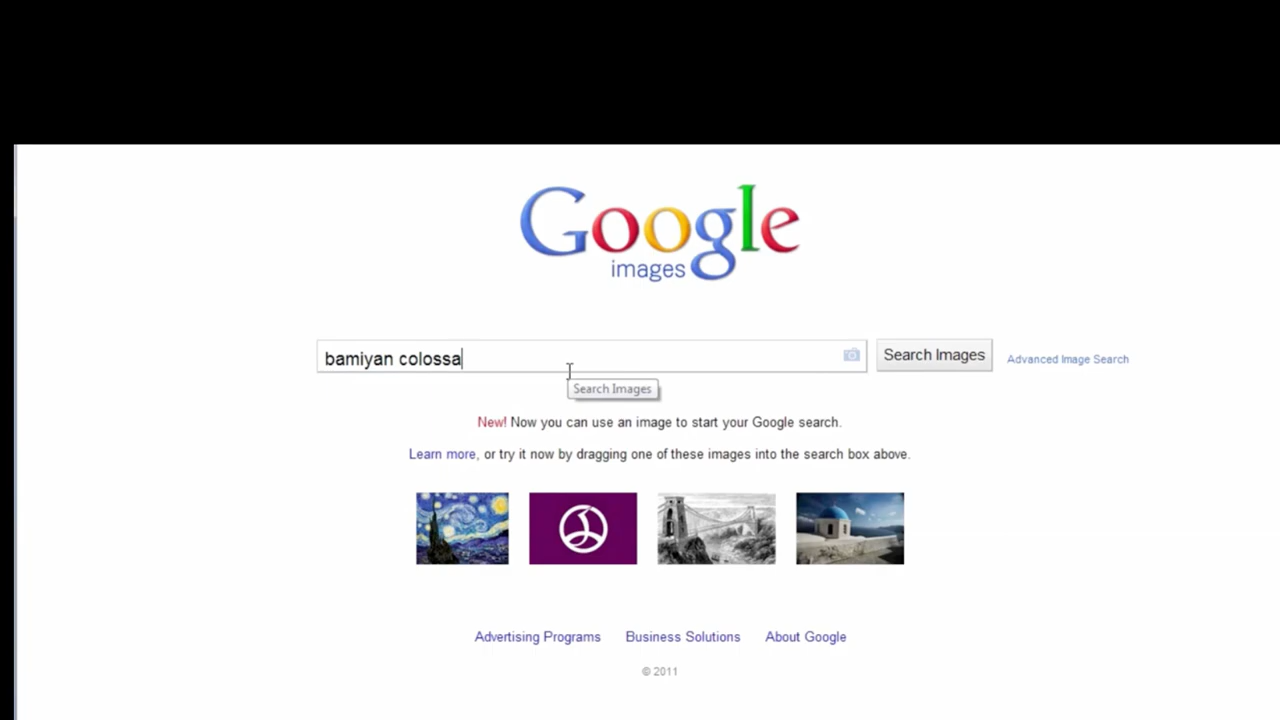 Google
images
bamiyan colossa
Search Images
Advanced Image Search
Search Images
New! Now you can use an image to start your Google search.
Learn more, or try it now by dragging one of these images into the search box above.
Advertising Programs Business Solutions About Google
© 2011